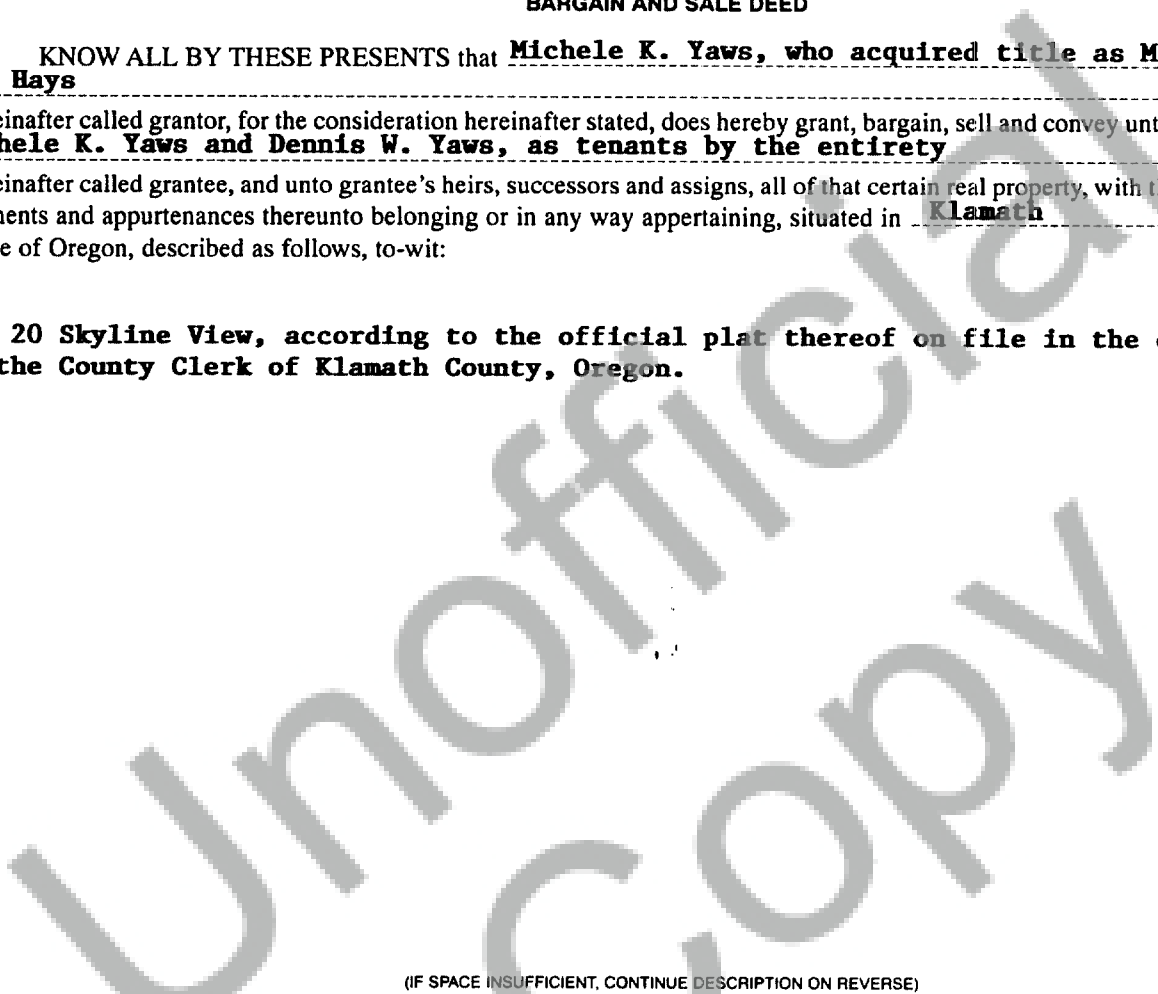 BARGAIN AND SALE DEED
KNOW ALL BY THESE PRESENTS that Michele K. Yaws, who acquired title as M
Hays
einafter called grantor, for the consideration hereinafter stated, does hereby grant, bargain, sell and convey unt
hele K. Yaws and Dennis W. Yaws, as tenants by the entirety
einafter called grantee, and unto grantee's heirs, successors and assigns, all of that certain real property, with t
ments and appurtenances thereunto belonging or in any way appertaining, situated in Klamath
e of Oregon, described as follows, to-wit:
20 Skyline View, according to the official plat thereof on file in the
the County Clerk of Klamath County, Oregon.
Unofficial
Copy
(IF SPACE INSUFFICIENT, CONTINUE DESCRIPTION ON REVERSE)